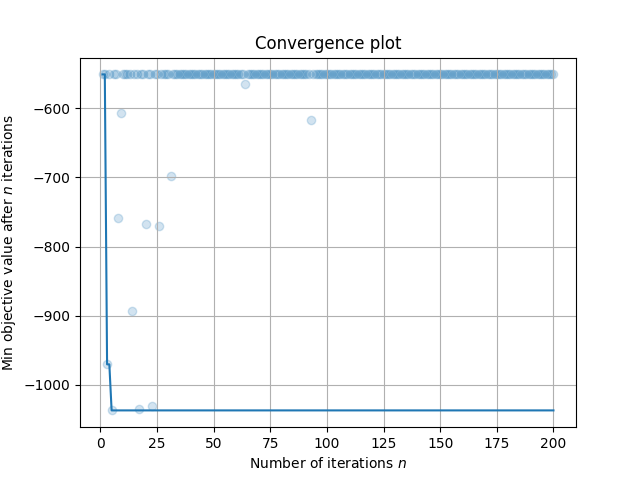 Convergence plot
Min objective value after n iterations
−600
−700
−800
−900
−1000
0 25 50 75 100 125 150 175 200
Number of iterations n